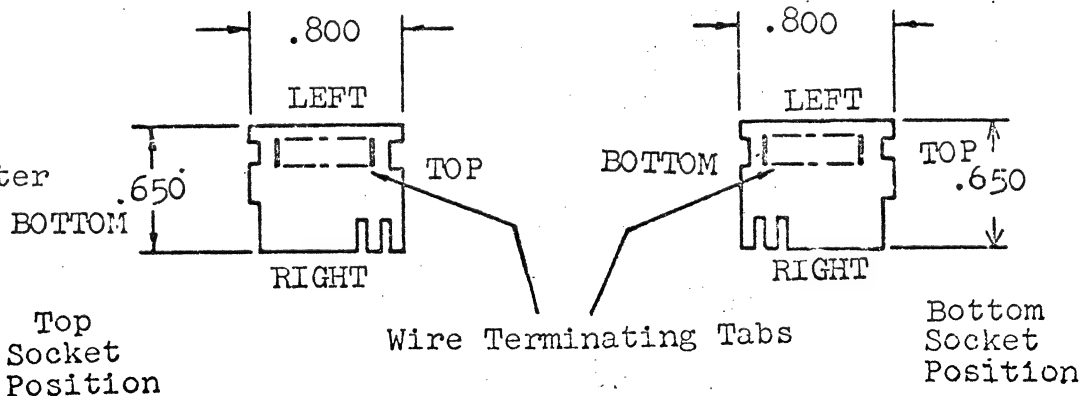 .800
.800
LEFT
LEFT
TOP
BOTTOM
TOP
.650
.650
BOTTOM
RIGHT
RIGHT
Wire Terminating Tabs
Top
Socket
Position
Bottom
Socket
Position